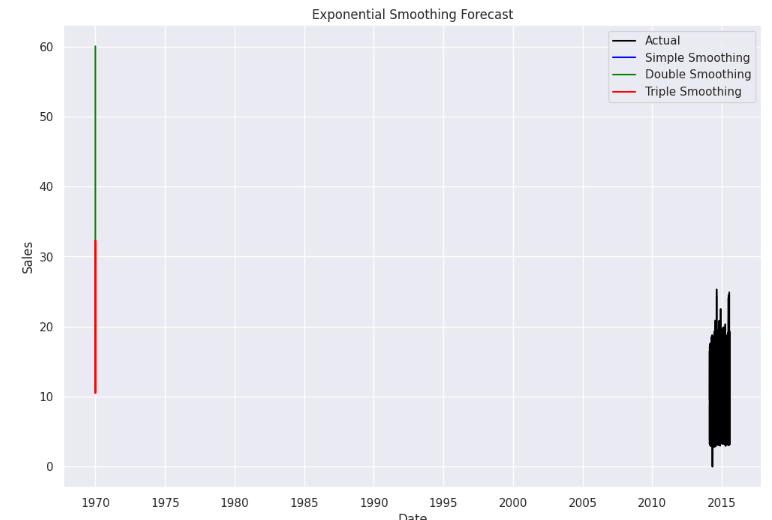 Exponential Smoothing Forecast
Actual
Simple Smoothing
Double Smoothing
Triple Smoothing
60
50
40
30
20
10
0
Sales
1970 1975 1980 1985 1990 1995 2000 2005 2010 2015
Date